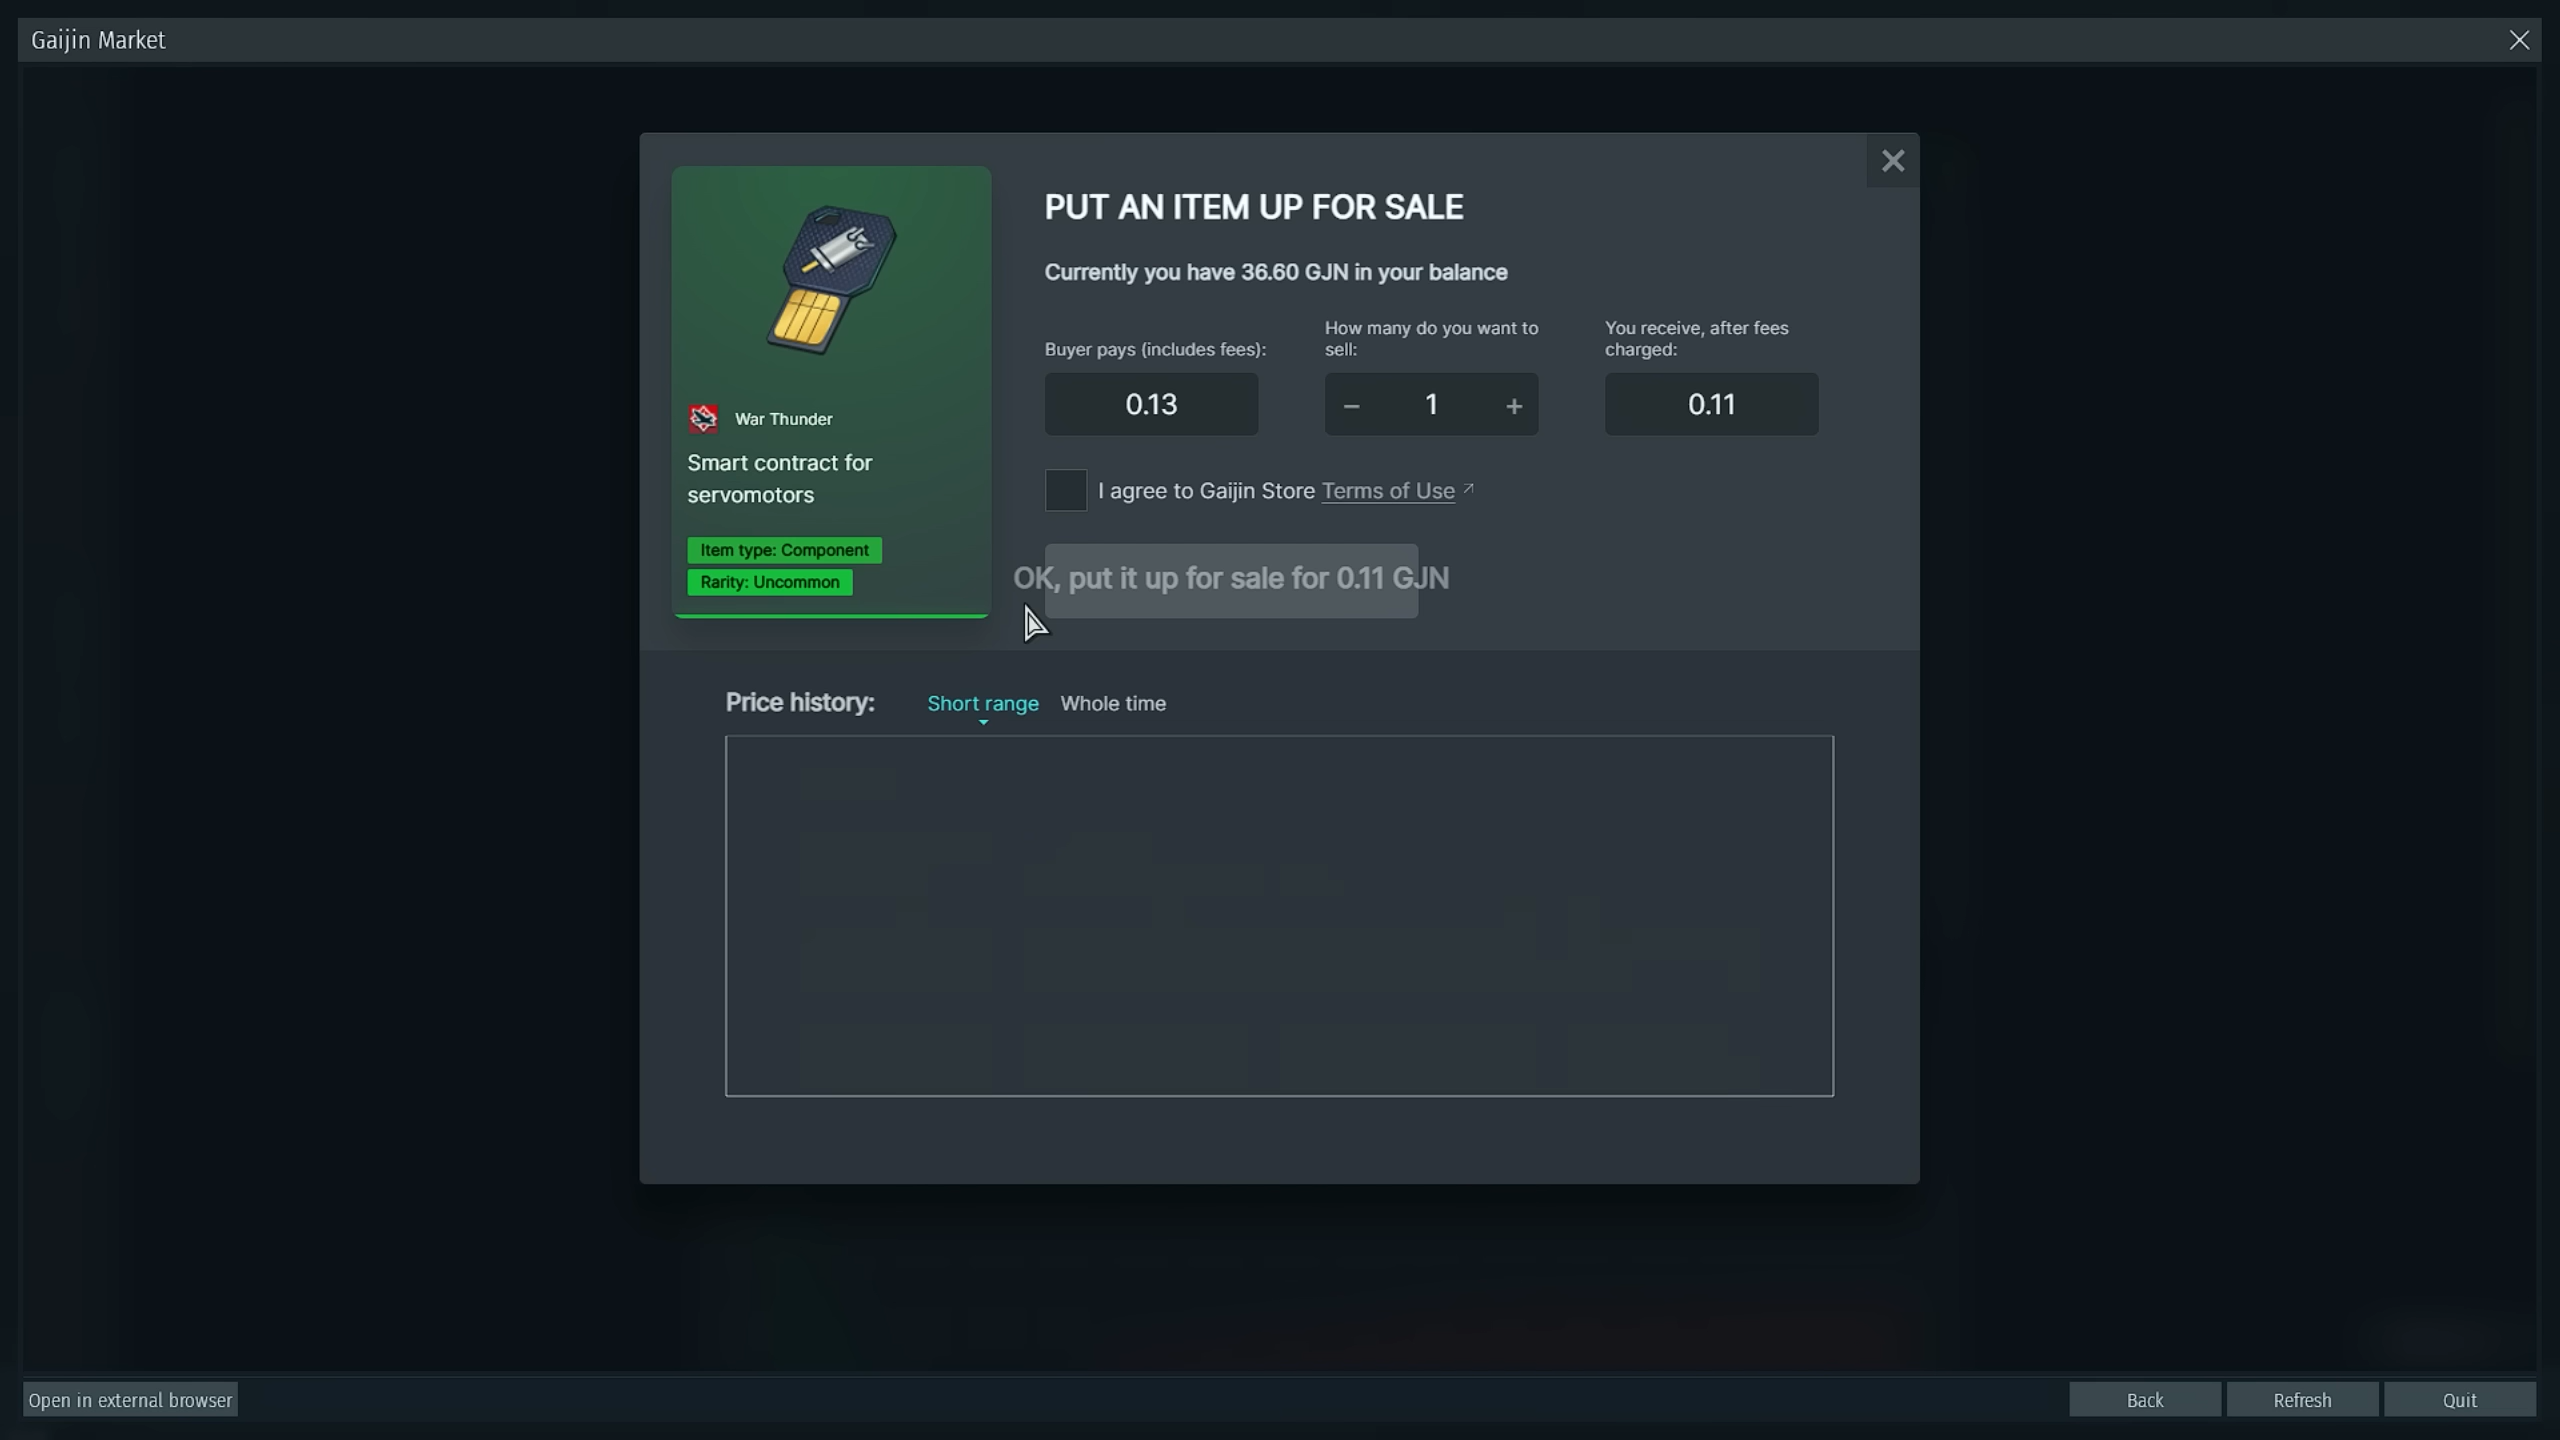 Gaijin Market
PUT AN ITEM UP FOR SALE
Currently you have 36.60 GJN in your balance
Buyer pays (includes fees):
0.13
How many do you want to
sell:
− 1 +
You receive, after fees
charged:
0.11
I agree to Gaijin Store Terms of Use
OK, put it up for sale for 0.11 GJN
War Thunder
Smart contract for
servomotors
Item type: Component
Rarity: Uncommon
Price history: Short range Whole time
Open in external browser
Back
Refresh
Quit